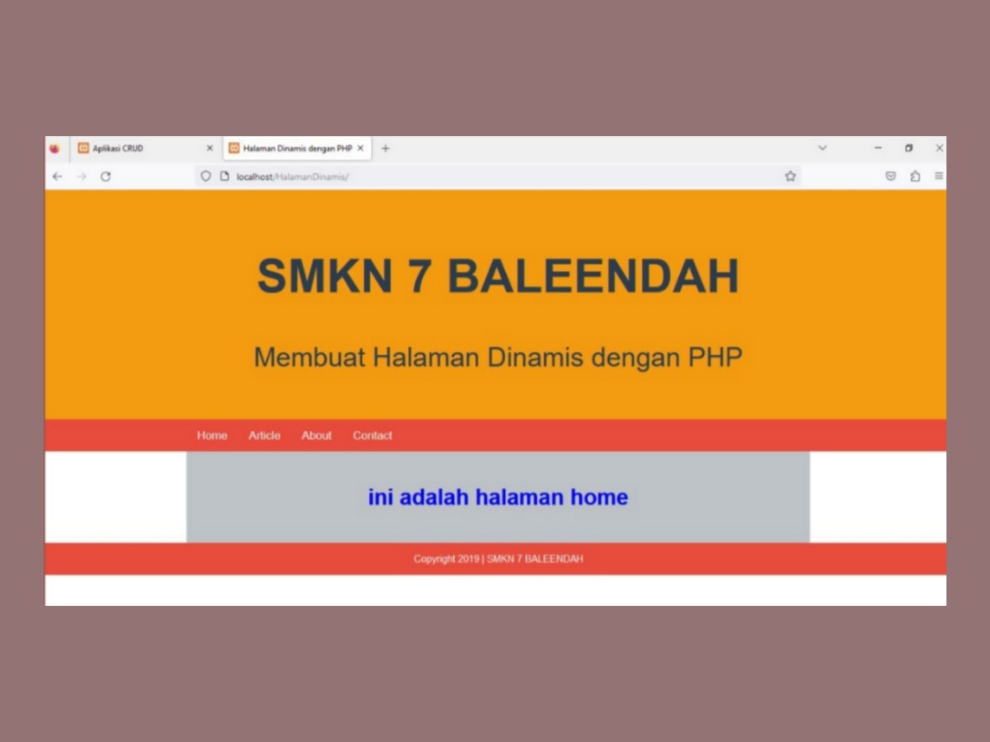 Aplikasi CRUD
Halaman Dinamis dengan PHP
localhost/HalamanDinamis/
SMKN 7 BALEENDAH
Membuat Halaman Dinamis dengan PHP
Home Article About Contact
ini adalah halaman home
Copyright 2019 | SMKN 7 BALEENDAH